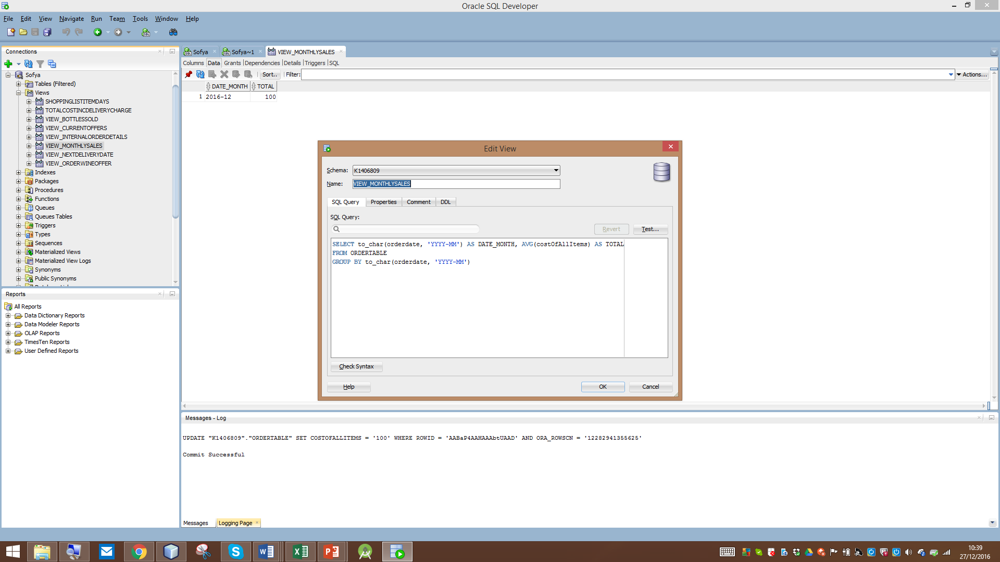 Oracle SQL Developer
File Edit View Navigate Run Team Tools Window Help
Connections
Sofya
Tables (Filtered)
Views
SHOPPINGLISTITEMDAYS
TOTALCOSTINCDELIVERYCHARGE
VIEW_BOTTLESSOLD
VIEW_CURRENTOFFERS
VIEW_INTERNALORDERDETAILS
VIEW_MONTHLYSALES
VIEW_NEXTDELIVERYDATE
VIEW_ORDERWINEOFFER
Indexes
Packages
Procedures
Functions
Queues
Queues Tables
Triggers
Types
Sequences
Materialized Views
Materialized View Logs
Synonyms
Public Synonyms
Reports
All Reports
Data Dictionary Reports
Data Modeler Reports
OLAP Reports
TimesTen Reports
User Defined Reports
Sofya Sofya~1 VIEW_MONTHLYSALES
Columns Data Grants Dependencies Details Triggers SQL
Sort.. Filter: Actions...
DATE_MONTH TOTAL
1 2016-12 100
Edit View
Schema: K1406809
Name: VIEW_MONTHLYSALES
SQL Query Properties Comment DDL
SQL Query:
Revert Test...
SELECT to_char(orderdate, 'YYYY-MM') AS DATE_MONTH, AVG(costOfAllItems) AS TOTAL
FROM ORDERTABLE
GROUP BY to_char(orderdate, 'YYYY-MM')
Check Syntax
Help OK Cancel
Messages - Log
UPDATE "K1406809"."ORDERTABLE" SET COSTOFALLITEMS = '100' WHERE ROWID = 'AABaP4AAHAAAbtUAAD' AND ORA_ROWSCN = '12282941355625'
Commit Successful
Messages Logging Page
10:39
27/12/2016